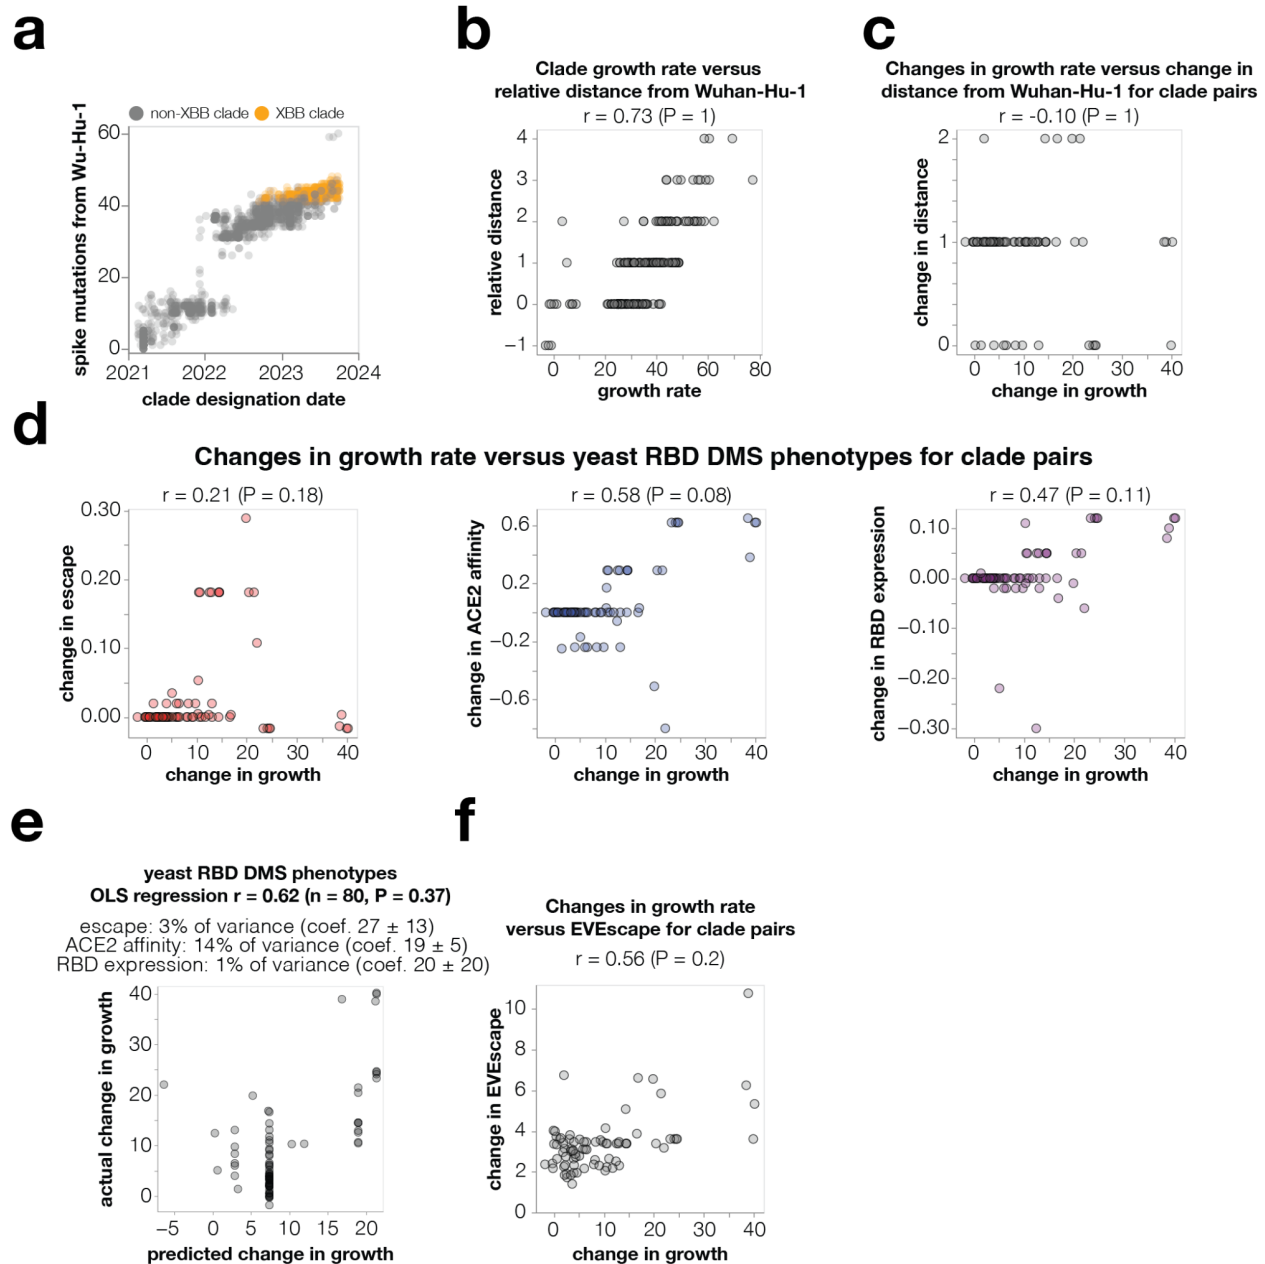 a
non-XBB clade XBB clade
spike mutations from Wu-Hu-1
60
40
20
0
2021 2022 2023 2024
clade designation date
b
Clade growth rate versus
relative distance from Wuhan-Hu-1
r = 0.73 (P = 1)
relative distance
4
3
2
1
0
−1
0 20 40 60 80
growth rate
c
Changes in growth rate versus change in
distance from Wuhan-Hu-1 for clade pairs
r = -0.10 (P = 1)
change in distance
2
1
0
0 10 20 30 40
change in growth
d
Changes in growth rate versus yeast RBD DMS phenotypes for clade pairs
r = 0.21 (P = 0.18)
change in escape
0.30
0.20
0.10
0.00
0 10 20 30 40
change in growth
r = 0.58 (P = 0.08)
change in ACE2 affinity
0.6
0.2
−0.2
−0.6
0 10 20 30 40
change in growth
r = 0.47 (P = 0.11)
change in RBD expression
0.10
0.00
−0.10
−0.20
−0.30
0 10 20 30 40
change in growth
e
yeast RBD DMS phenotypes
OLS regression r = 0.62 (n = 80, P = 0.37)
escape: 3% of variance (coef. 27 ± 13)
ACE2 affinity: 14% of variance (coef. 19 ± 5)
RBD expression: 1% of variance (coef. 20 ± 20)
actual change in growth
40
30
20
10
0
−5 0 5 10 15 20
predicted change in growth
f
Changes in growth rate
versus EVEscape for clade pairs
r = 0.56 (P = 0.2)
change in EVEscape
10
8
6
4
2
0
0 10 20 30 40
change in growth